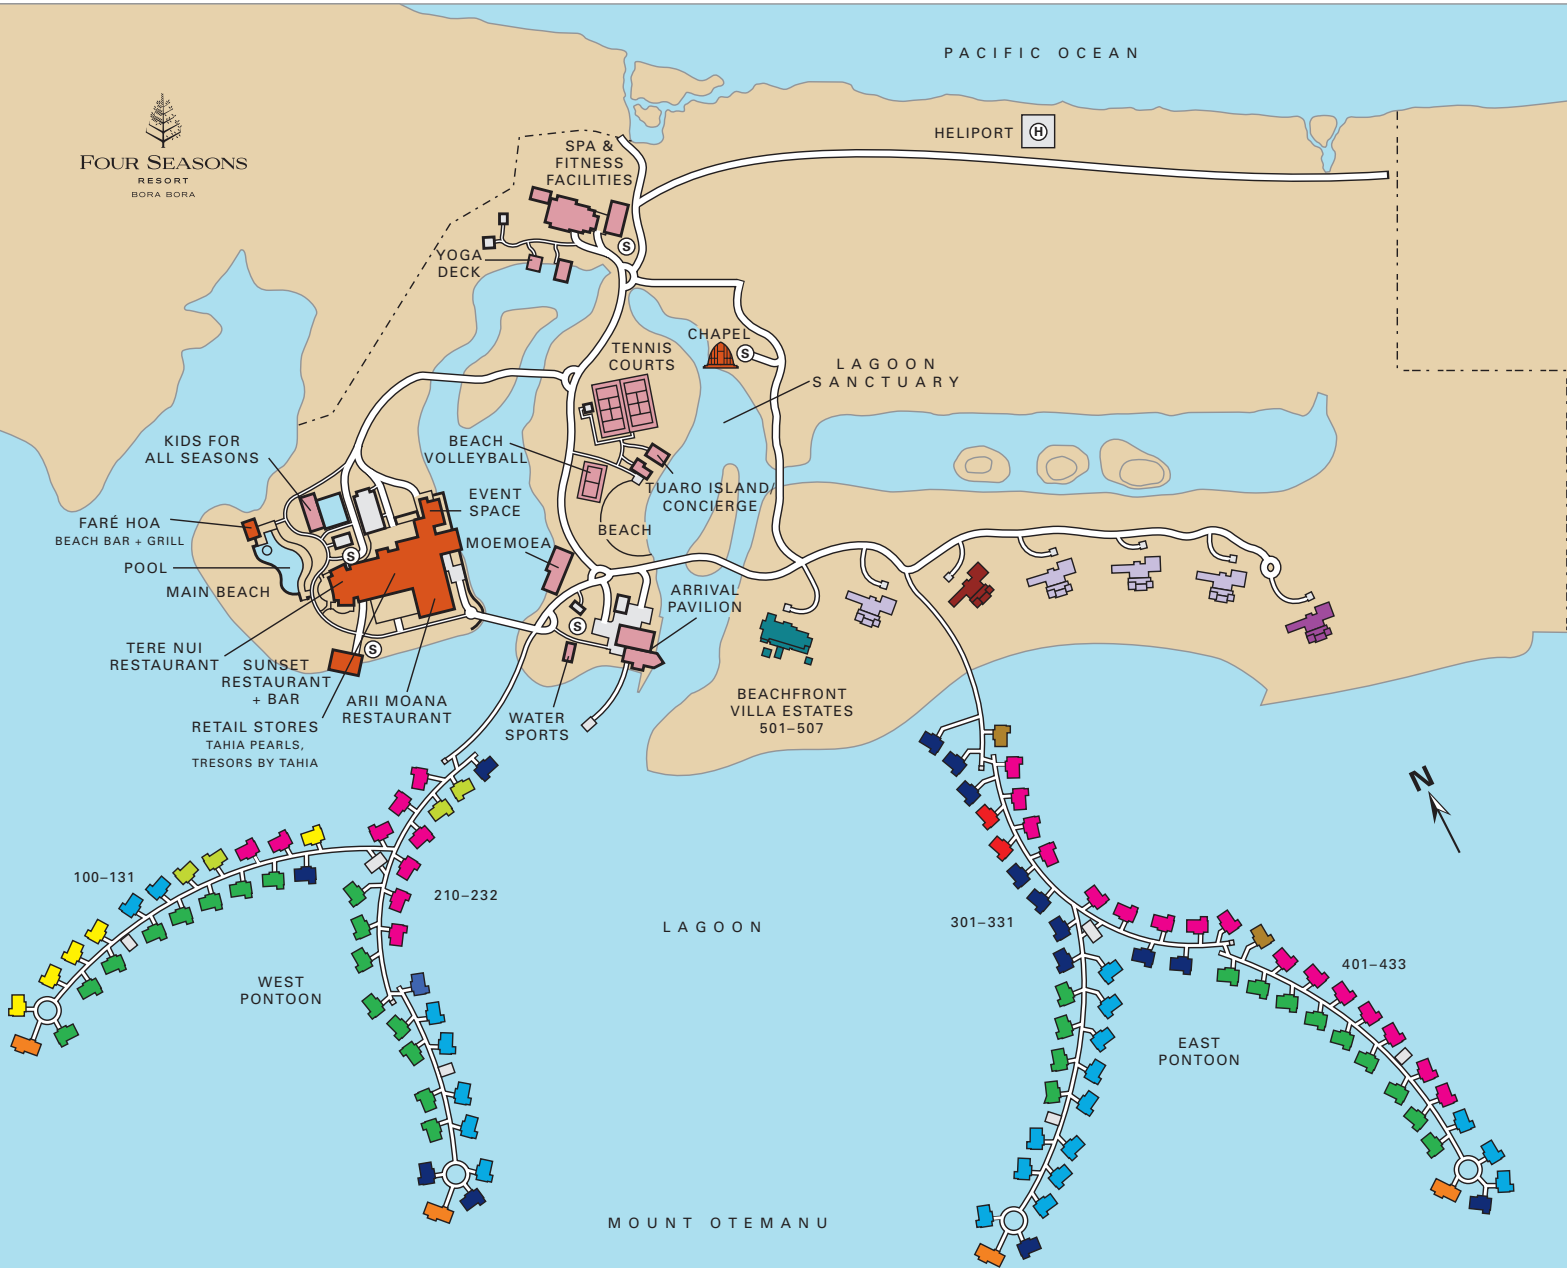 PACIFIC OCEAN
HELIPORT H
FOUR SEASONS
RESORT
BORA BORA
SPA &
FITNESS
FACILITIES
S
YOGA
DECK
CHAPEL
S
TENNIS
COURTS
LAGOON
SANCTUARY
KIDS FOR
ALL SEASONS
BEACH
VOLLEYBALL
EVENT
SPACE
TUARO ISLAND/
CONCIERGE
FARÉ HOA
BEACH BAR + GRILL
BEACH
MOEMOEA
S
POOL
MAIN BEACH
ARRIVAL
PAVILION
S
TERE NUI
RESTAURANT
S
SUNSET
RESTAURANT
+ BAR
ARII MOANA
RESTAURANT
WATER
SPORTS
BEACHFRONT
VILLA ESTATES
501–507
RETAIL STORES
TAHIA PEARLS,
TRESORS BY TAHIA
N
100–131
210–232
LAGOON
301–331
401–433
WEST
PONTOON
EAST
PONTOON
MOUNT OTEMANU